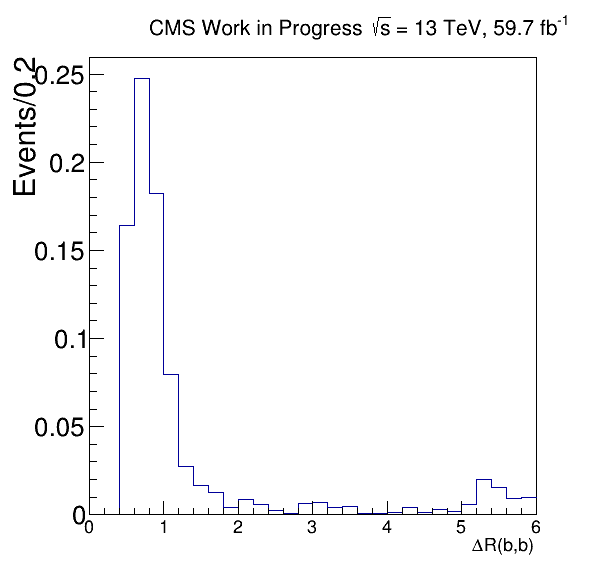 CMS Work in Progress √s = 13 TeV, 59.7 fb⁻¹
Events/0.2
0.25
0.2
0.15
0.1
0.05
0
0 1 2 3 4 5 6
ΔR(b,b)